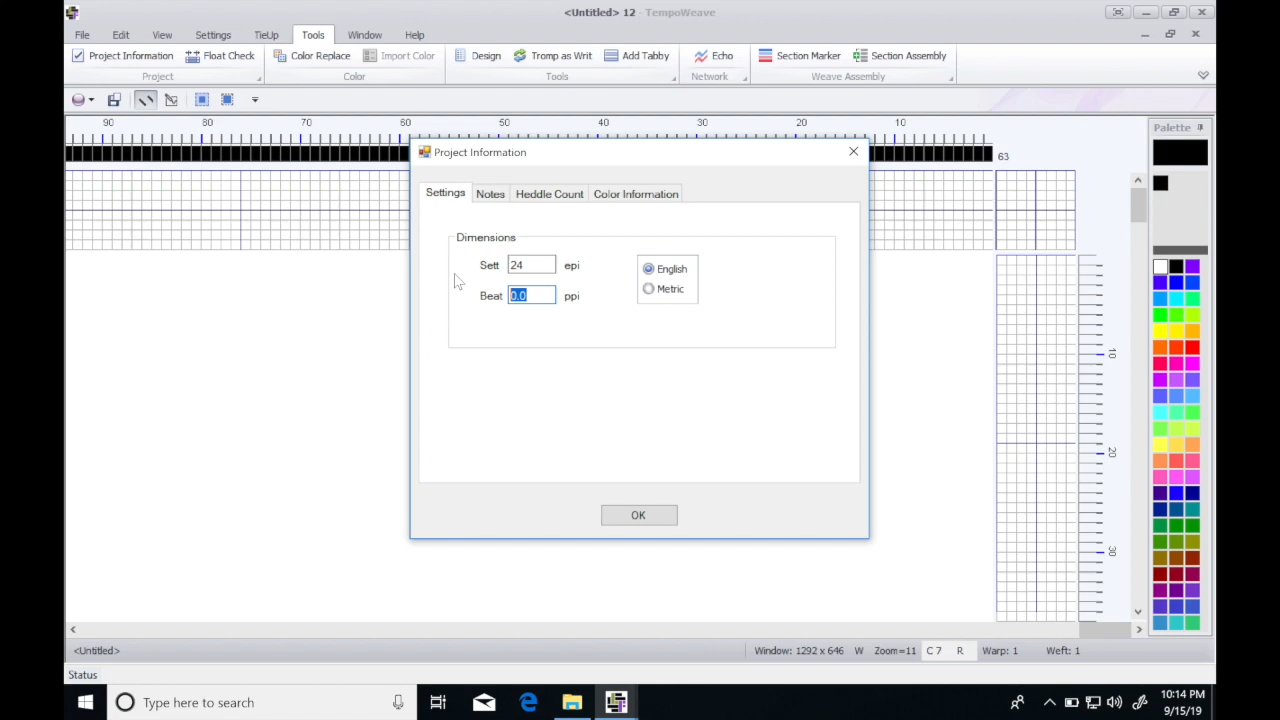 <Untitled> 12 - TempoWeave
File Edit View Settings TieUp Tools Window Help
Project Information Float Check Color Replace Import Color Design Tromp as Writ Add Tabby Echo Section Marker Section Assembly
Project Color Tools Network Weave Assembly
90 80 70 60 50 40 30 20 10
Palette
63
Project Information
Settings Notes Heddle Count Color Information
Dimensions
Sett 24 epi
English
Beat 0.0 ppi
Metric
10
20
30
OK
<Untitled>
Window: 1292 x 646 W Zoom=11 C 7 R Warp: 1 Weft: 1
Status
Type here to search
10:14 PM
9/15/19